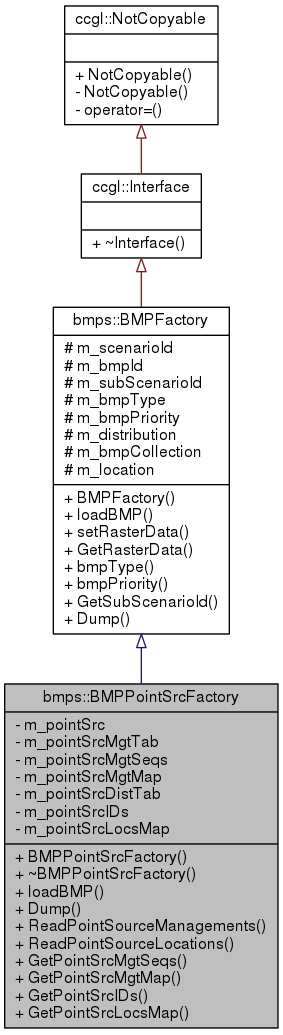 ccgl::NotCopyable
+ NotCopyable()
- NotCopyable()
- operator=()
ccgl::Interface
+ ~Interface()
bmps::BMPFactory
# m_scenarioId
# m_bmpId
# m_subScenarioId
# m_bmpType
# m_bmpPriority
# m_distribution
# m_bmpCollection
# m_location
+ BMPFactory()
+ loadBMP()
+ setRasterData()
+ GetRasterData()
+ bmpType()
+ bmpPriority()
+ GetSubScenarioId()
+ Dump()
bmps::BMPPointSrcFactory
- m_pointSrc
- m_pointSrcMgtTab
- m_pointSrcMgtSeqs
- m_pointSrcMgtMap
- m_pointSrcDistTab
- m_pointSrcIDs
- m_pointSrcLocsMap
+ BMPPointSrcFactory()
+ ~BMPPointSrcFactory()
+ loadBMP()
+ Dump()
+ ReadPointSourceManagements()
+ ReadPointSourceLocations()
+ GetPointSrcMgtSeqs()
+ GetPointSrcMgtMap()
+ GetPointSrcIDs()
+ GetPointSrcLocsMap()